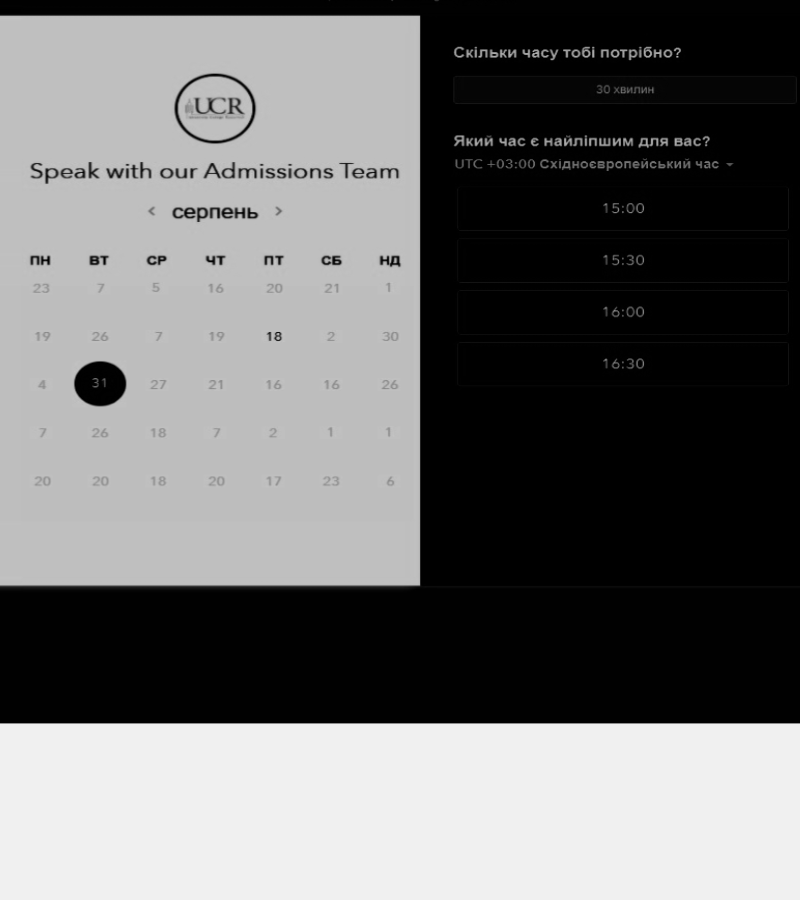 UCR
Speak with our Admissions Team
серпень
ПН ВТ СР ЧТ ПТ СБ НД
23 7 5 16 20 21 1
19 26 7 19 18 2 30
4 31 27 21 16 16 26
7 26 18 7 2 1 1
20 20 18 20 17 23 6
Скільки часу тобі потрібно?
30 хвилин
Який час є найліпшим для вас?
UTC +03:00 Східноєвропейський час
15:00
15:30
16:00
16:30